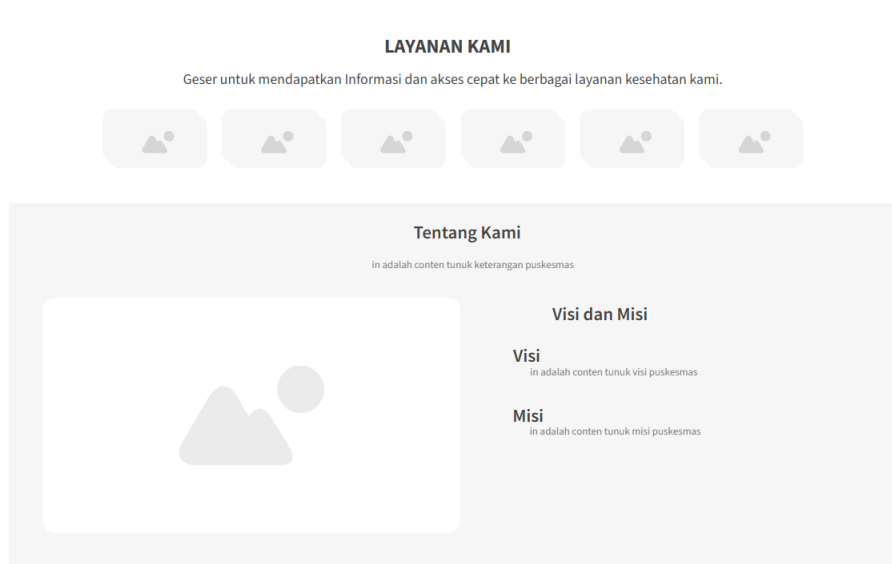 LAYANAN KAMI
Geser untuk mendapatkan Informasi dan akses cepat ke berbagai layanan kesehatan kami.
Tentang Kami
in adalah conten tunuk keterangan puskesmas
Visi dan Misi
Visi
in adalah conten tunuk visi puskesmas
Misi
in adalah conten tunuk misi puskesmas